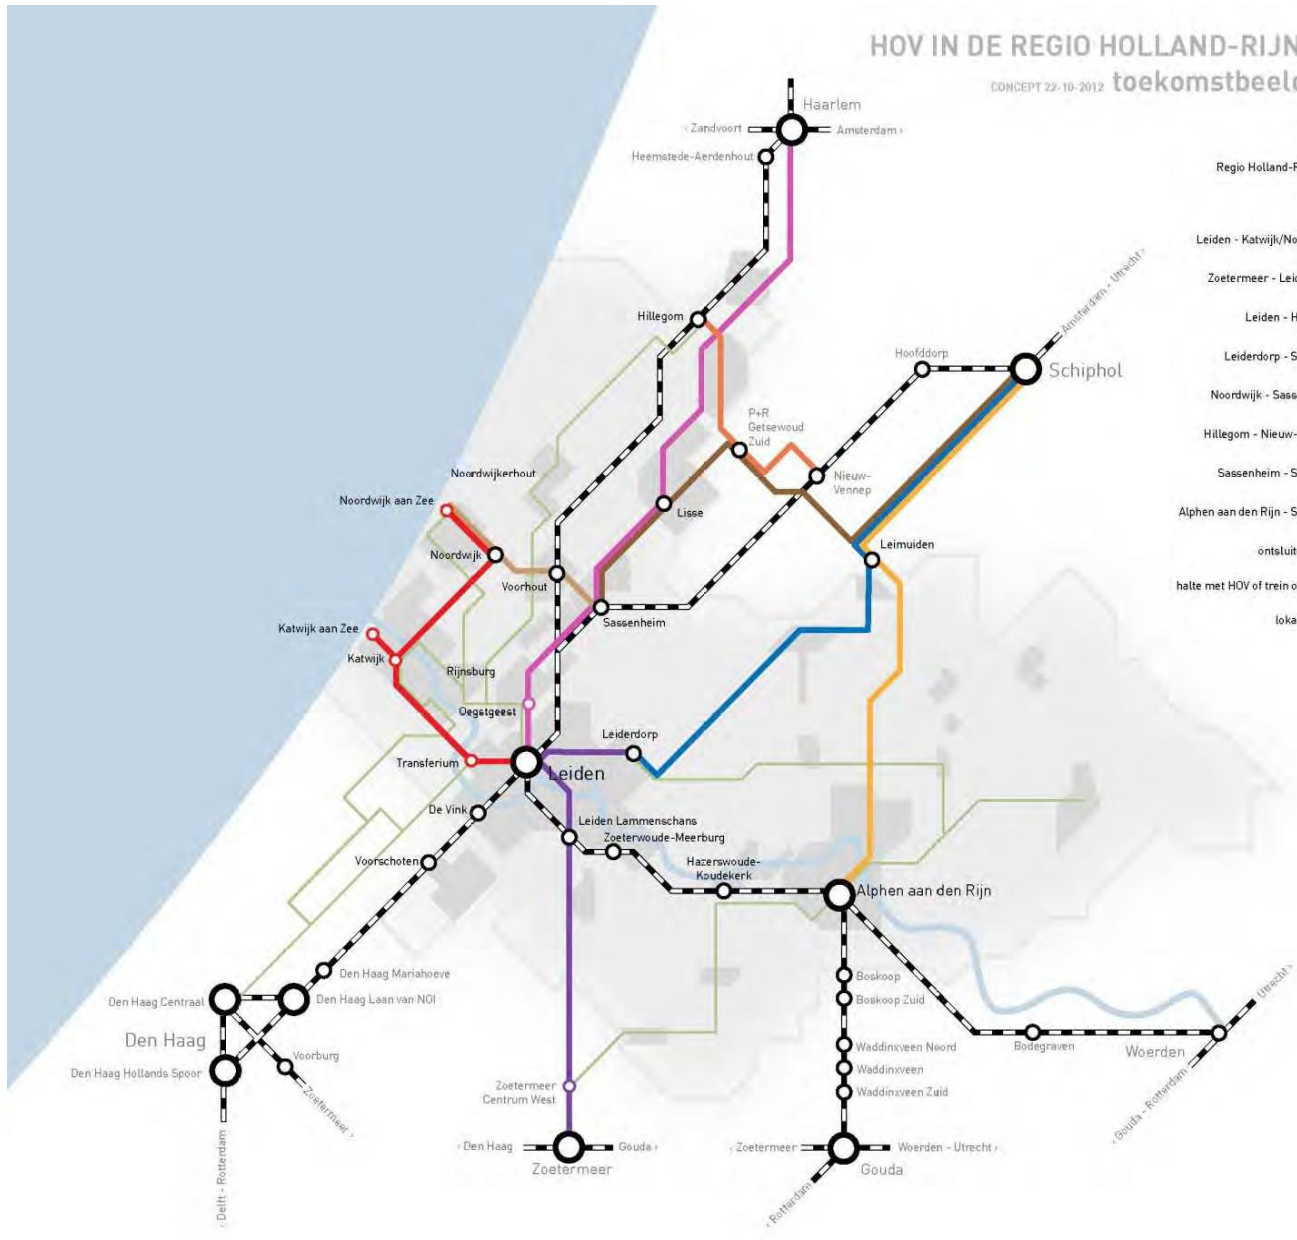 HOV IN DE REGIO HOLLAND-RIJN
CONCEPT 22-10-2012 toekomstbeeld
Haarlem
‹ Zandvoort
Amsterdam ›
Heemstede-Aerdenhout
Regio Holland-R
Leiden - Katwijk/No
Zoetermeer - Leid
Leiden - H
Leiderdorp - S
Noordwijk - Sass
Hillegom - Nieuw-
Sassenheim - S
Alphen aan den Rijn - S
ontsluit
halte met HOV of trein o
loka
Amsterdam - Utrecht ›
Hillegom
Hoofddorp
Schiphol
P+R
Getsewoud
Zuid
Noordwijkerhout
Nieuw-
Vennep
Noordwijk aan Zee
Lisse
Leimuiden
Noordwijk
Voorhout
Sassenheim
Katwijk aan Zee
Katwijk
Rijnsburg
Oegstgeest
Leiderdorp
Transferium
Leiden
De Vink
Leiden Lammenschans
Zoeterwoude-Meerburg
Voorschoten
Hazerswoude-
Koudekerk
Alphen aan den Rijn
Den Haag Mariahoeve
Den Haag Centraal
Den Haag Laan van NOI
Den Haag
Voorburg
Den Haag Hollands Spoor
Zoetermeer ›
‹ Delft - Rotterdam
Boskoop
Boskoop Zuid
Waddinxveen Noord
Waddinxveen
Waddinxveen Zuid
Bodegraven
Woerden
Utrecht ›
‹ Gouda - Rotterdam
Zoetermeer
Centrum West
‹ Den Haag
Gouda ›
Zoetermeer
‹ Zoetermeer
Woerden - Utrecht ›
Gouda
‹ Rotterdam